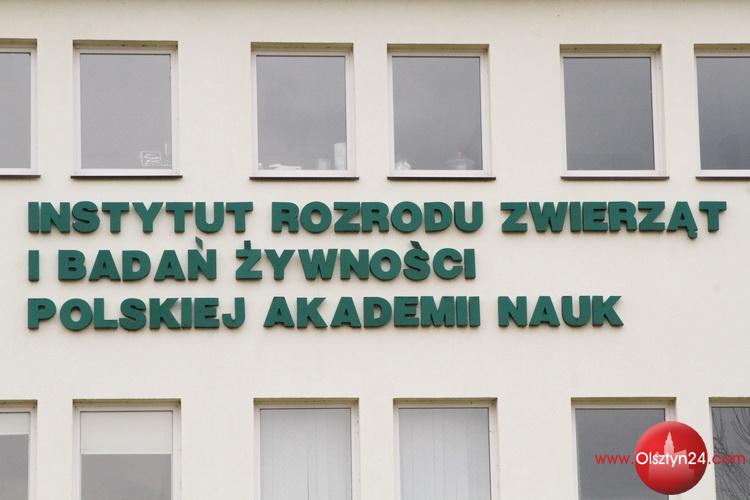 INSTYTUT ROZRODU ZWIERZĄT
I BADAŃ ŻYWNOŚCI
POLSKIEJ AKADEMII NAUK
www.Olsztyn24.com